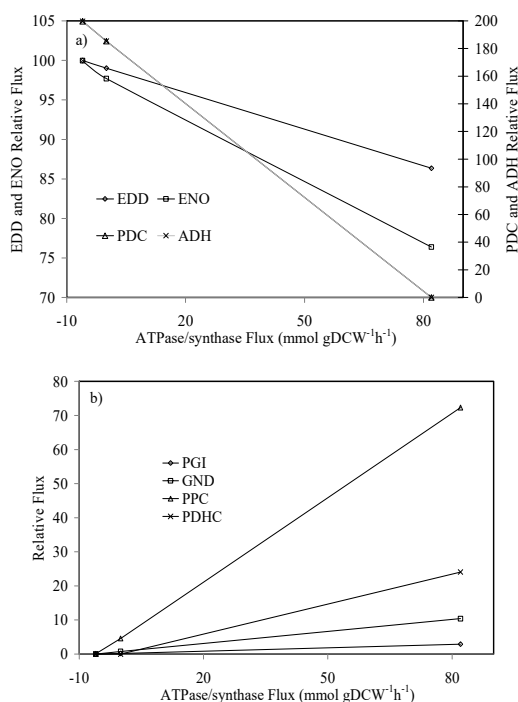 a)
105
100
95
90
85
80
75
70
EDD and ENO Relative Flux
200
180
160
140
120
100
80
60
40
20
0
PDC and ADH Relative Flux
EDD ENO
PDC ADH
-10 20 50 80
ATPase/synthase Flux (mmol gDCW⁻¹h⁻¹)
b)
80
70
60
50
40
30
20
10
0
Relative Flux
PGI
GND
PPC
PDHC
-10 20 50 80
ATPase/synthase Flux (mmol gDCW⁻¹h⁻¹)